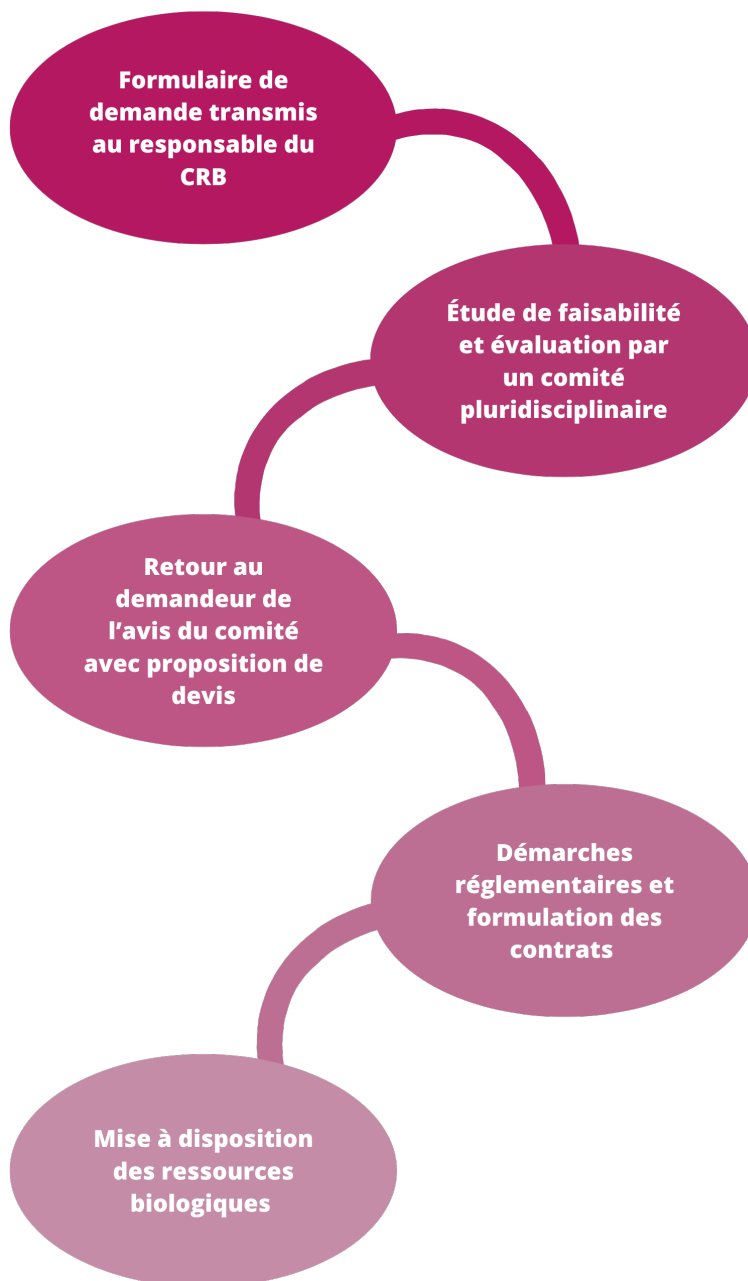 Formulaire de
demande transmis
au responsable du
CRB
Étude de faisabilité
et évaluation par
un comité
pluridisciplinaire
Retour au
demandeur de
l’avis du comité
avec proposition de
devis
Démarches
réglementaires et
formulation des
contrats
Mise à disposition
des ressources
biologiques